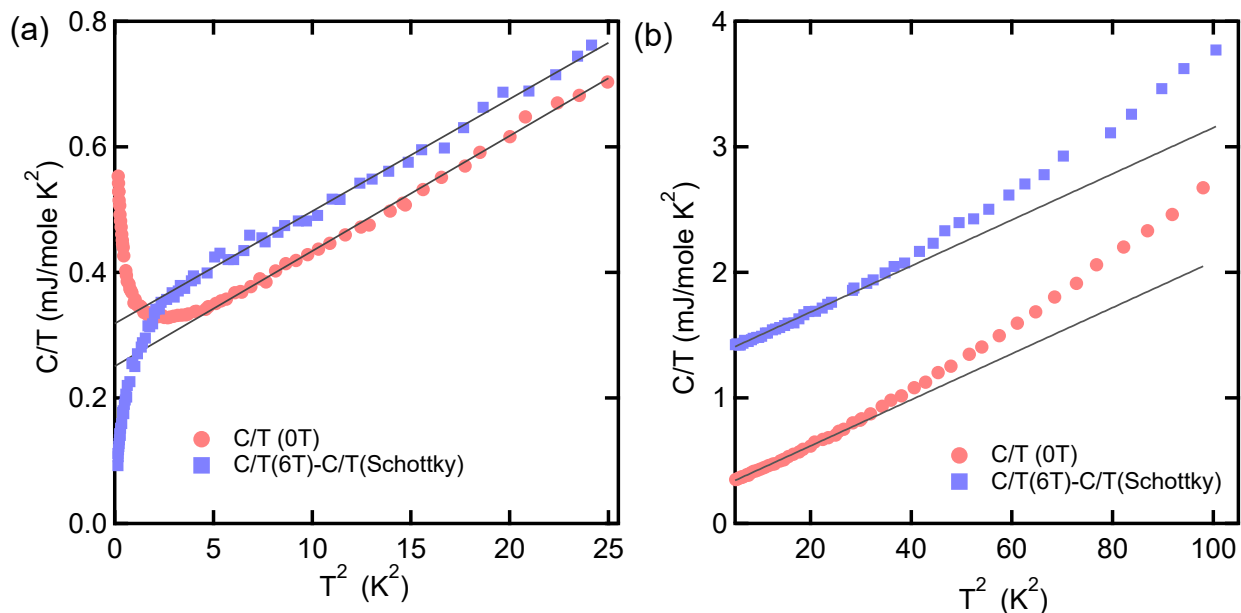 (a)
C/T (mJ/mole K²)
0.8
0.6
0.4
0.2
0.0
C/T (0T)
C/T(6T)-C/T(Schottky)
0
5
10
15
20
25
T² (K²)
(b)
C/T (mJ/mole K²)
4
3
2
1
0
C/T (0T)
C/T(6T)-C/T(Schottky)
20
40
60
80
100
T² (K²)